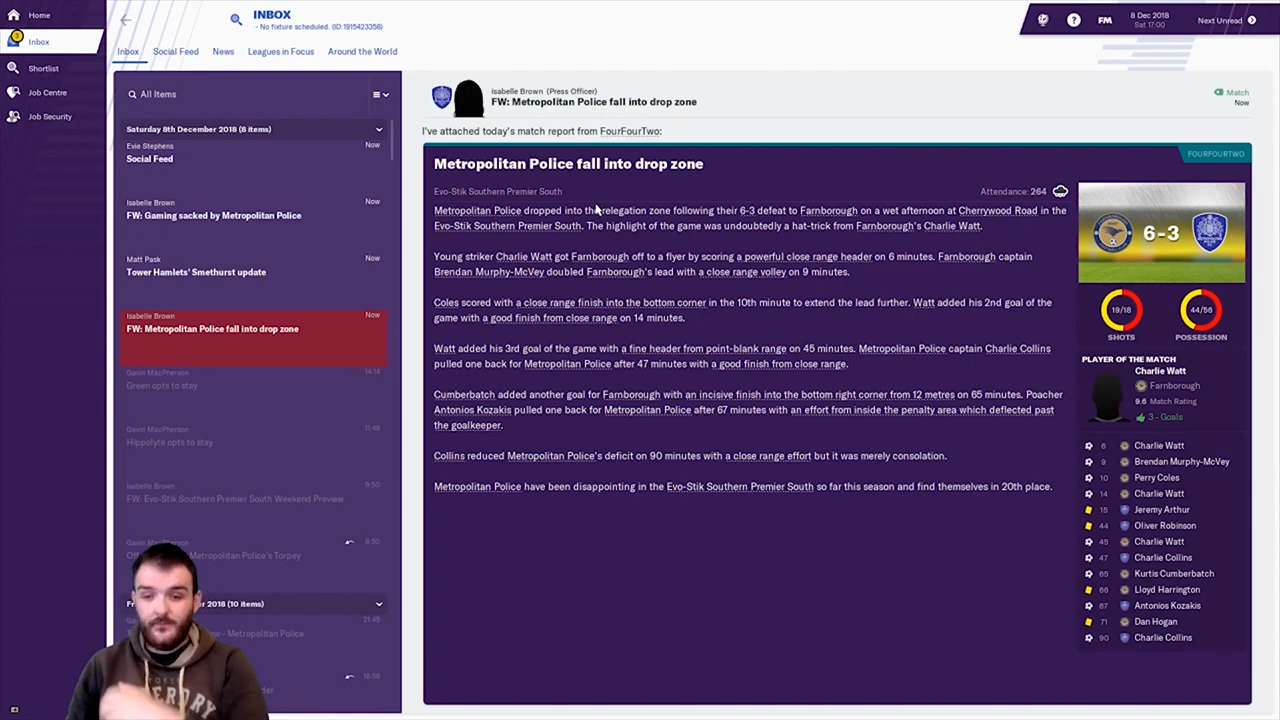 Home
Inbox
3
Shortlist
Job Centre
Job Security
INBOX
- No fixture scheduled. (ID:1915423358)
Inbox Social Feed News Leagues in Focus Around the World
FM
8 Dec 2018
Sat 17:00
Next Unread
All Items
Saturday 8th December 2018 (8 items)
Evie Stephens Now
Social Feed
Isabelle Brown Now
FW: Gaming sacked by Metropolitan Police
Matt Pask Now
Tower Hamlets' Smethurst update
Isabelle Brown Now
FW: Metropolitan Police fall into drop zone
Gavin MacPherson 14:14
Green opts to stay
Gavin MacPherson 11:49
Hippolyte opts to stay
Isabelle Brown 9:50
FW: Evo-Stik Southern Premier South Weekend Preview
8:50
Metropolitan Police's Torpey
2018 (10 items)
21:45
- Metropolitan Police
18:58
Isabelle Brown (Press Officer)
FW: Metropolitan Police fall into drop zone
Match
Now
I've attached today's match report from FourFourTwo:
FOURFOURTWO
Metropolitan Police fall into drop zone
Evo-Stik Southern Premier South
Attendance: 264
Metropolitan Police dropped into the relegation zone following their 6-3 defeat to Farnborough on a wet afternoon at Cherrywood Road in the
Evo-Stik Southern Premier South. The highlight of the game was undoubtedly a hat-trick from Farnborough's Charlie Watt.
Young striker Charlie Watt got Farnborough off to a flyer by scoring a powerful close range header on 6 minutes. Farnborough captain
Brendan Murphy-McVey doubled Farnborough's lead with a close range volley on 9 minutes.
Coles scored with a close range finish into the bottom corner in the 10th minute to extend the lead further. Watt added his 2nd goal of the
game with a good finish from close range on 14 minutes.
Watt added his 3rd goal of the game with a fine header from point-blank range on 45 minutes. Metropolitan Police captain Charlie Collins
pulled one back for Metropolitan Police after 47 minutes with a good finish from close range.
Cumberbatch added another goal for Farnborough with an incisive finish into the bottom right corner from 12 metres on 65 minutes. Poacher
Antonios Kozakis pulled one back for Metropolitan Police after 67 minutes with an effort from inside the penalty area which deflected past
the goalkeeper.
Collins reduced Metropolitan Police's deficit on 90 minutes with a close range effort but it was merely consolation.
Metropolitan Police have been disappointing in the Evo-Stik Southern Premier South so far this season and find themselves in 20th place.
6-3
19/18
SHOTS
44/56
POSSESSION
PLAYER OF THE MATCH
Charlie Watt
Farnborough
9.6 Match Rating
3 - Goals
6 Charlie Watt
9 Brendan Murphy-McVey
10 Perry Coles
14 Charlie Watt
15 Jeremy Arthur
44 Oliver Robinson
45 Charlie Watt
47 Charlie Collins
65 Kurtis Cumberbatch
66 Lloyd Harrington
67 Antonios Kozakis
71 Dan Hogan
90 Charlie Collins